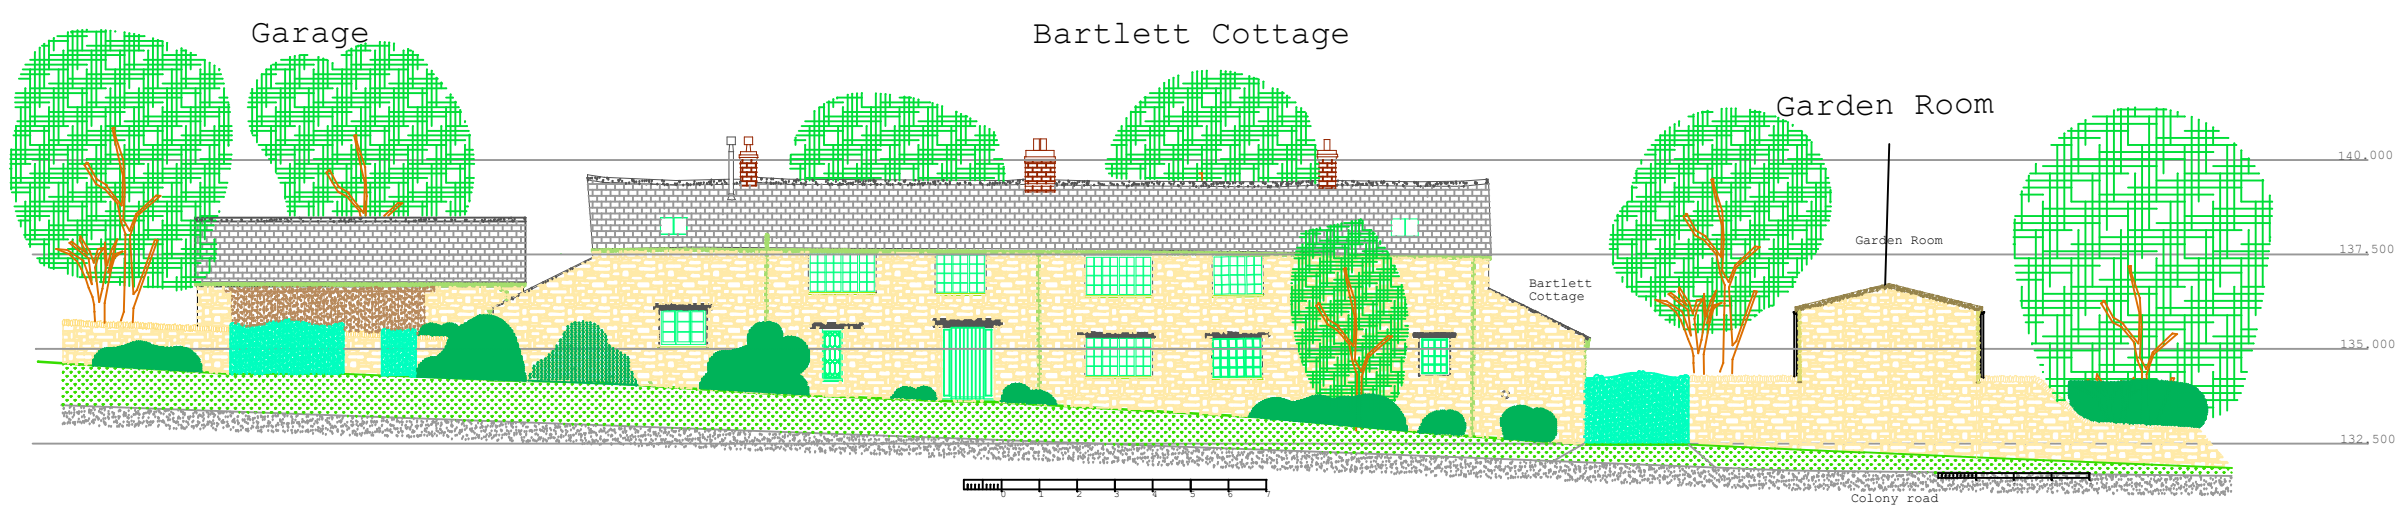 Garage
Bartlett Cottage
Garden Room
140,000
Garden Room
137,500
Bartlett
Cottage
135,000
132,500
0 1 2 3 4 5 6 7
Colony road